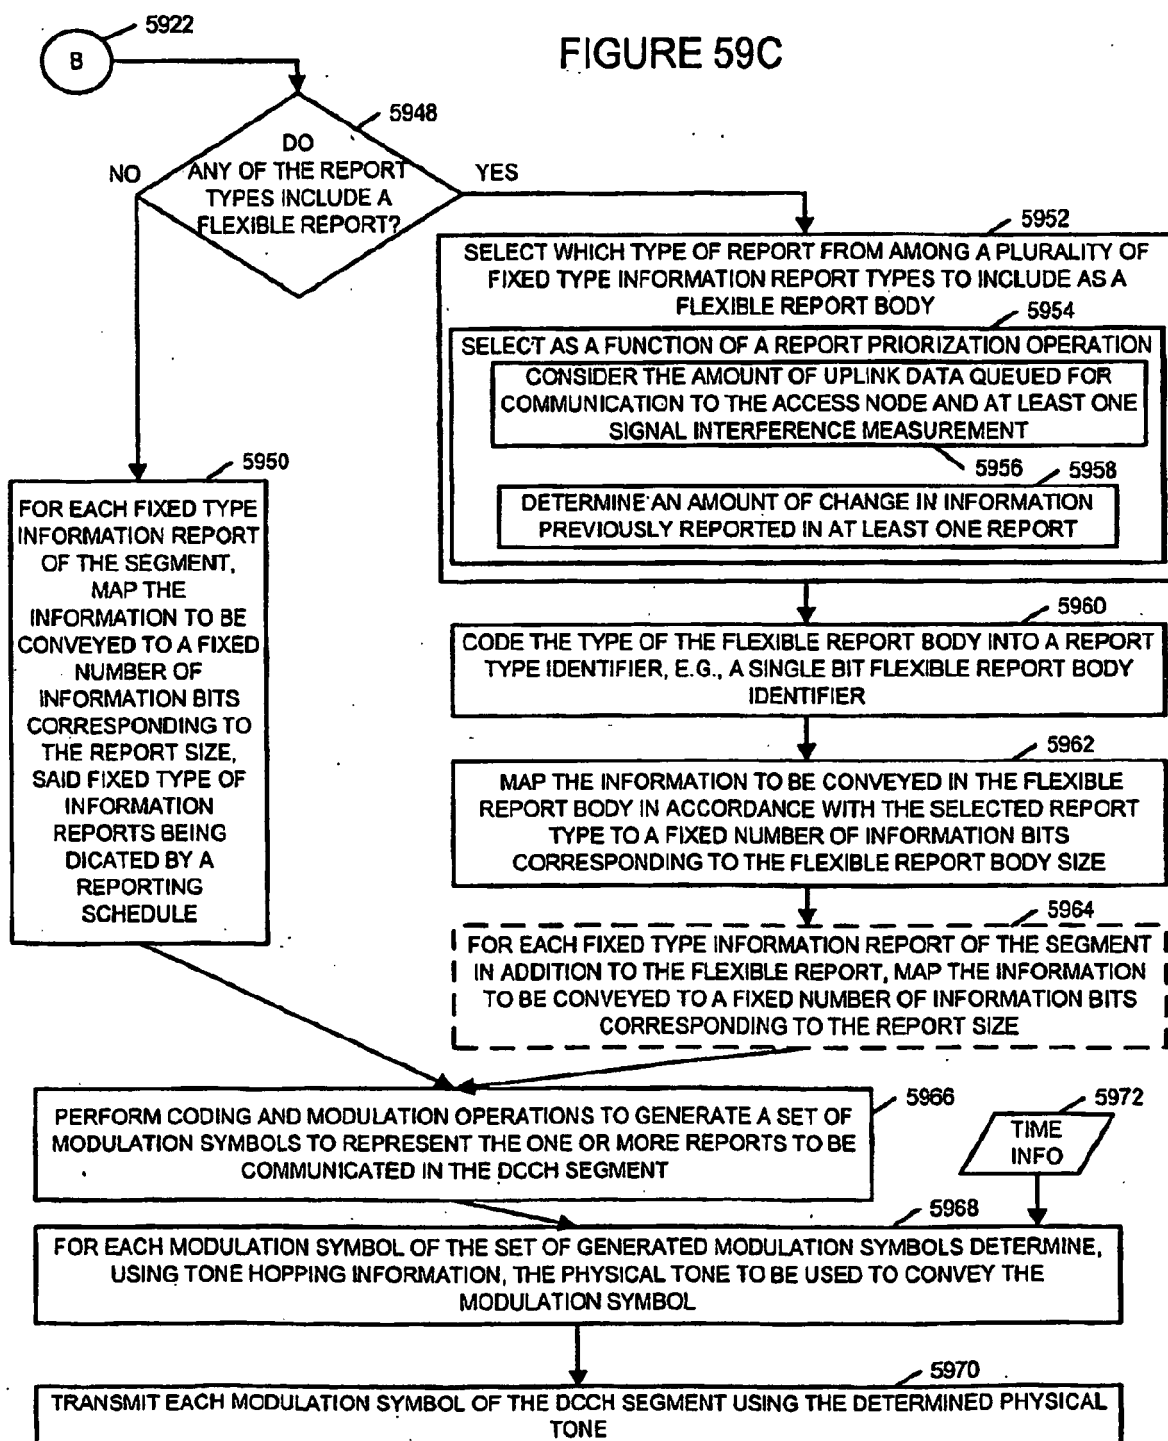 5922
B
FIGURE 59C
5948
DO
ANY OF THE REPORT
TYPES INCLUDE A
FLEXIBLE REPORT?
NO
YES
5952
SELECT WHICH TYPE OF REPORT FROM AMONG A PLURALITY OF
FIXED TYPE INFORMATION REPORT TYPES TO INCLUDE AS A
FLEXIBLE REPORT BODY
5954
SELECT AS A FUNCTION OF A REPORT PRIORIZATION OPERATION
CONSIDER THE AMOUNT OF UPLINK DATA QUEUED FOR
COMMUNICATION TO THE ACCESS NODE AND AT LEAST ONE
SIGNAL INTERFERENCE MEASUREMENT
5956
5958
DETERMINE AN AMOUNT OF CHANGE IN INFORMATION
PREVIOUSLY REPORTED IN AT LEAST ONE REPORT
5950
FOR EACH FIXED TYPE
INFORMATION REPORT
OF THE SEGMENT,
MAP THE
INFORMATION TO BE
CONVEYED TO A FIXED
NUMBER OF
INFORMATION BITS
CORRESPONDING TO
THE REPORT SIZE,
SAID FIXED TYPE OF
INFORMATION
REPORTS BEING
DICATED BY A
REPORTING
SCHEDULE
5960
CODE THE TYPE OF THE FLEXIBLE REPORT BODY INTO A REPORT
TYPE IDENTIFIER, E.G., A SINGLE BIT FLEXIBLE REPORT BODY
IDENTIFIER
5962
MAP THE INFORMATION TO BE CONVEYED IN THE FLEXIBLE
REPORT BODY IN ACCORDANCE WITH THE SELECTED REPORT
TYPE TO A FIXED NUMBER OF INFORMATION BITS
CORRESPONDING TO THE FLEXIBLE REPORT BODY SIZE
5964
FOR EACH FIXED TYPE INFORMATION REPORT OF THE SEGMENT
IN ADDITION TO THE FLEXIBLE REPORT, MAP THE INFORMATION
TO BE CONVEYED TO A FIXED NUMBER OF INFORMATION BITS
CORRESPONDING TO THE REPORT SIZE
5966
PERFORM CODING AND MODULATION OPERATIONS TO GENERATE A SET OF
MODULATION SYMBOLS TO REPRESENT THE ONE OR MORE REPORTS TO BE
COMMUNICATED IN THE DCCH SEGMENT
5972
TIME
INFO
5968
FOR EACH MODULATION SYMBOL OF THE SET OF GENERATED MODULATION SYMBOLS DETERMINE,
USING TONE HOPPING INFORMATION, THE PHYSICAL TONE TO BE USED TO CONVEY THE
MODULATION SYMBOL
5970
TRANSMIT EACH MODULATION SYMBOL OF THE DCCH SEGMENT USING THE DETERMINED PHYSICAL
TONE